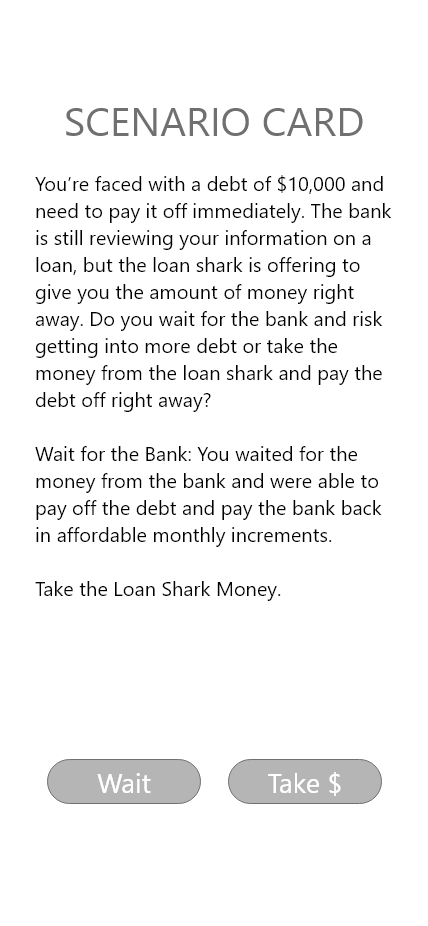 SCENARIO CARD
You’re faced with a debt of $10,000 and
need to pay it off immediately. The bank
is still reviewing your information on a
loan, but the loan shark is offering to
give you the amount of money right
away. Do you wait for the bank and risk
getting into more debt or take the
money from the loan shark and pay the
debt off right away?
Wait for the Bank: You waited for the
money from the bank and were able to
pay off the debt and pay the bank back
in affordable monthly increments.
Take the Loan Shark Money.
Wait
Take $